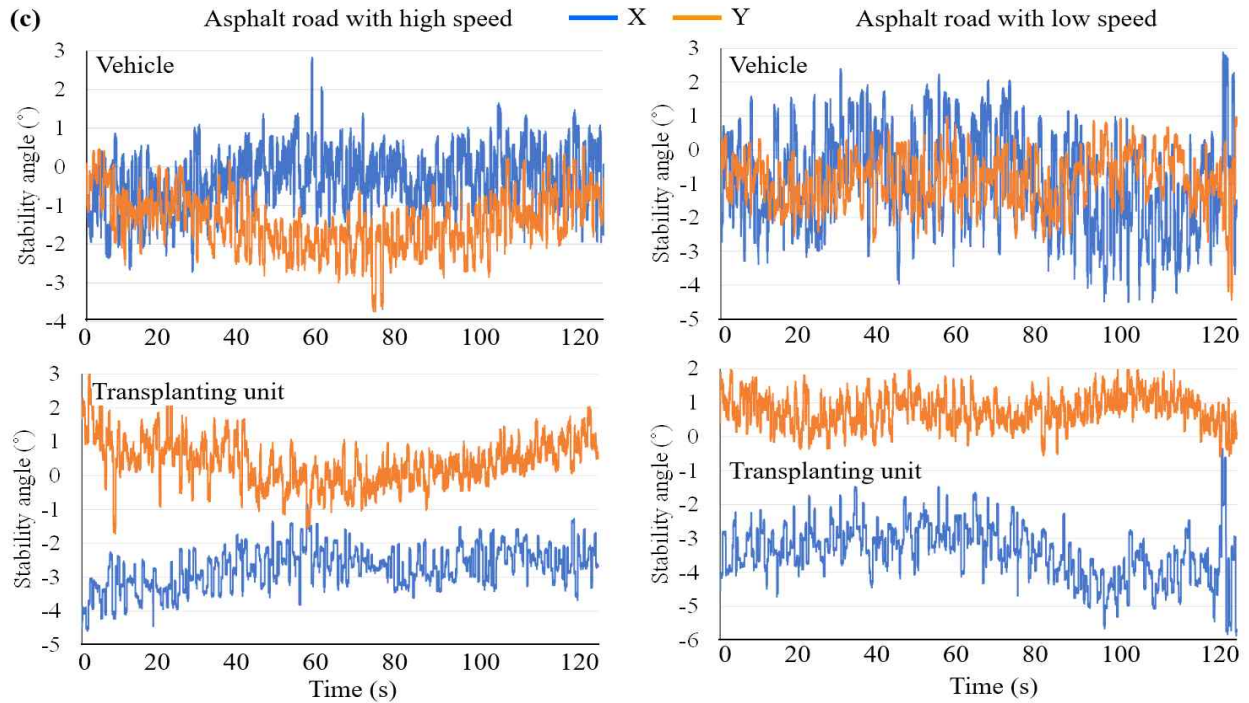 (c) Asphalt road with high speed X Y Asphalt road with low speed
Vehicle
Stability angle (°)
3
2
1
0
-1
-2
-3
-4
0 20 40 60 80 100 120
Vehicle
Stability angle (°)
3
2
1
0
-1
-2
-3
-4
-5
0 20 40 60 80 100 120
Transplanting unit
Stability angle (°)
3
2
1
0
-1
-2
-3
-4
-5
0 20 40 60 80 100 120
Time (s)
Transplanting unit
Stability angle (°)
2
1
0
-1
-2
-3
-4
-5
-6
0 20 40 60 80 100 120
Time (s)